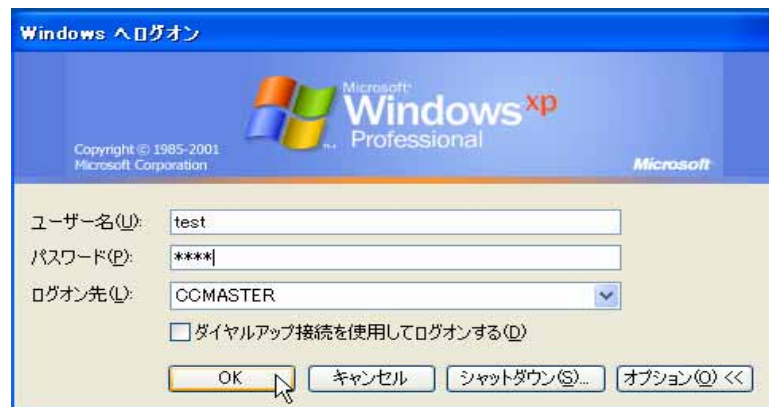 Windows へログオン
Microsoft
Windows xp
Professional
Copyright © 1985-2001
Microsoft Corporation
Microsoft
ユーザー名(U): test
パスワード(P): ****
ログオン先(L): CCMASTER
ダイヤルアップ接続を使用してログオンする(D)
OK キャンセル シャットダウン(S)... オプション(O) <<